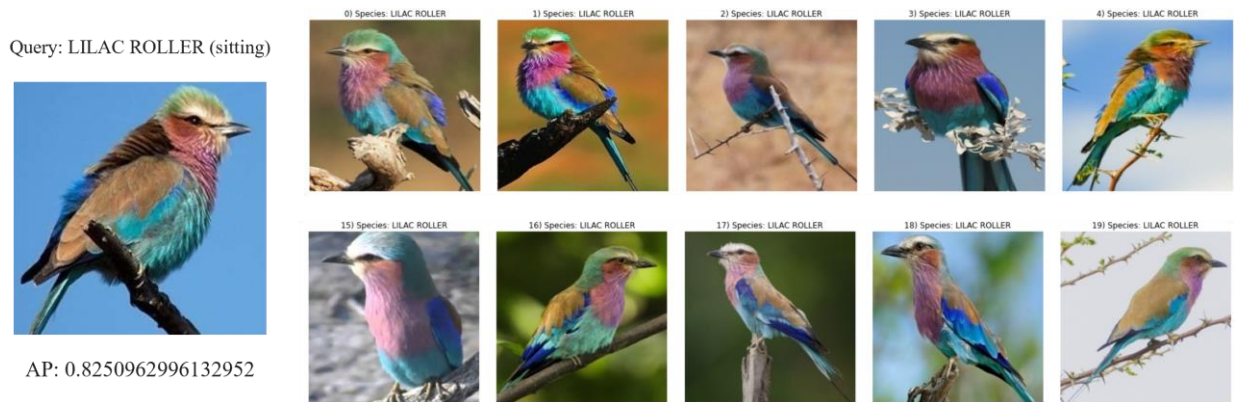 Query: LILAC ROLLER (sitting)
AP: 0.8250962996132952
0) Species: LILAC ROLLER
1) Species: LILAC ROLLER
2) Species: LILAC ROLLER
3) Species: LILAC ROLLER
4) Species: LILAC ROLLER
15) Species: LILAC ROLLER
16) Species: LILAC ROLLER
17) Species: LILAC ROLLER
18) Species: LILAC ROLLER
19) Species: LILAC ROLLER